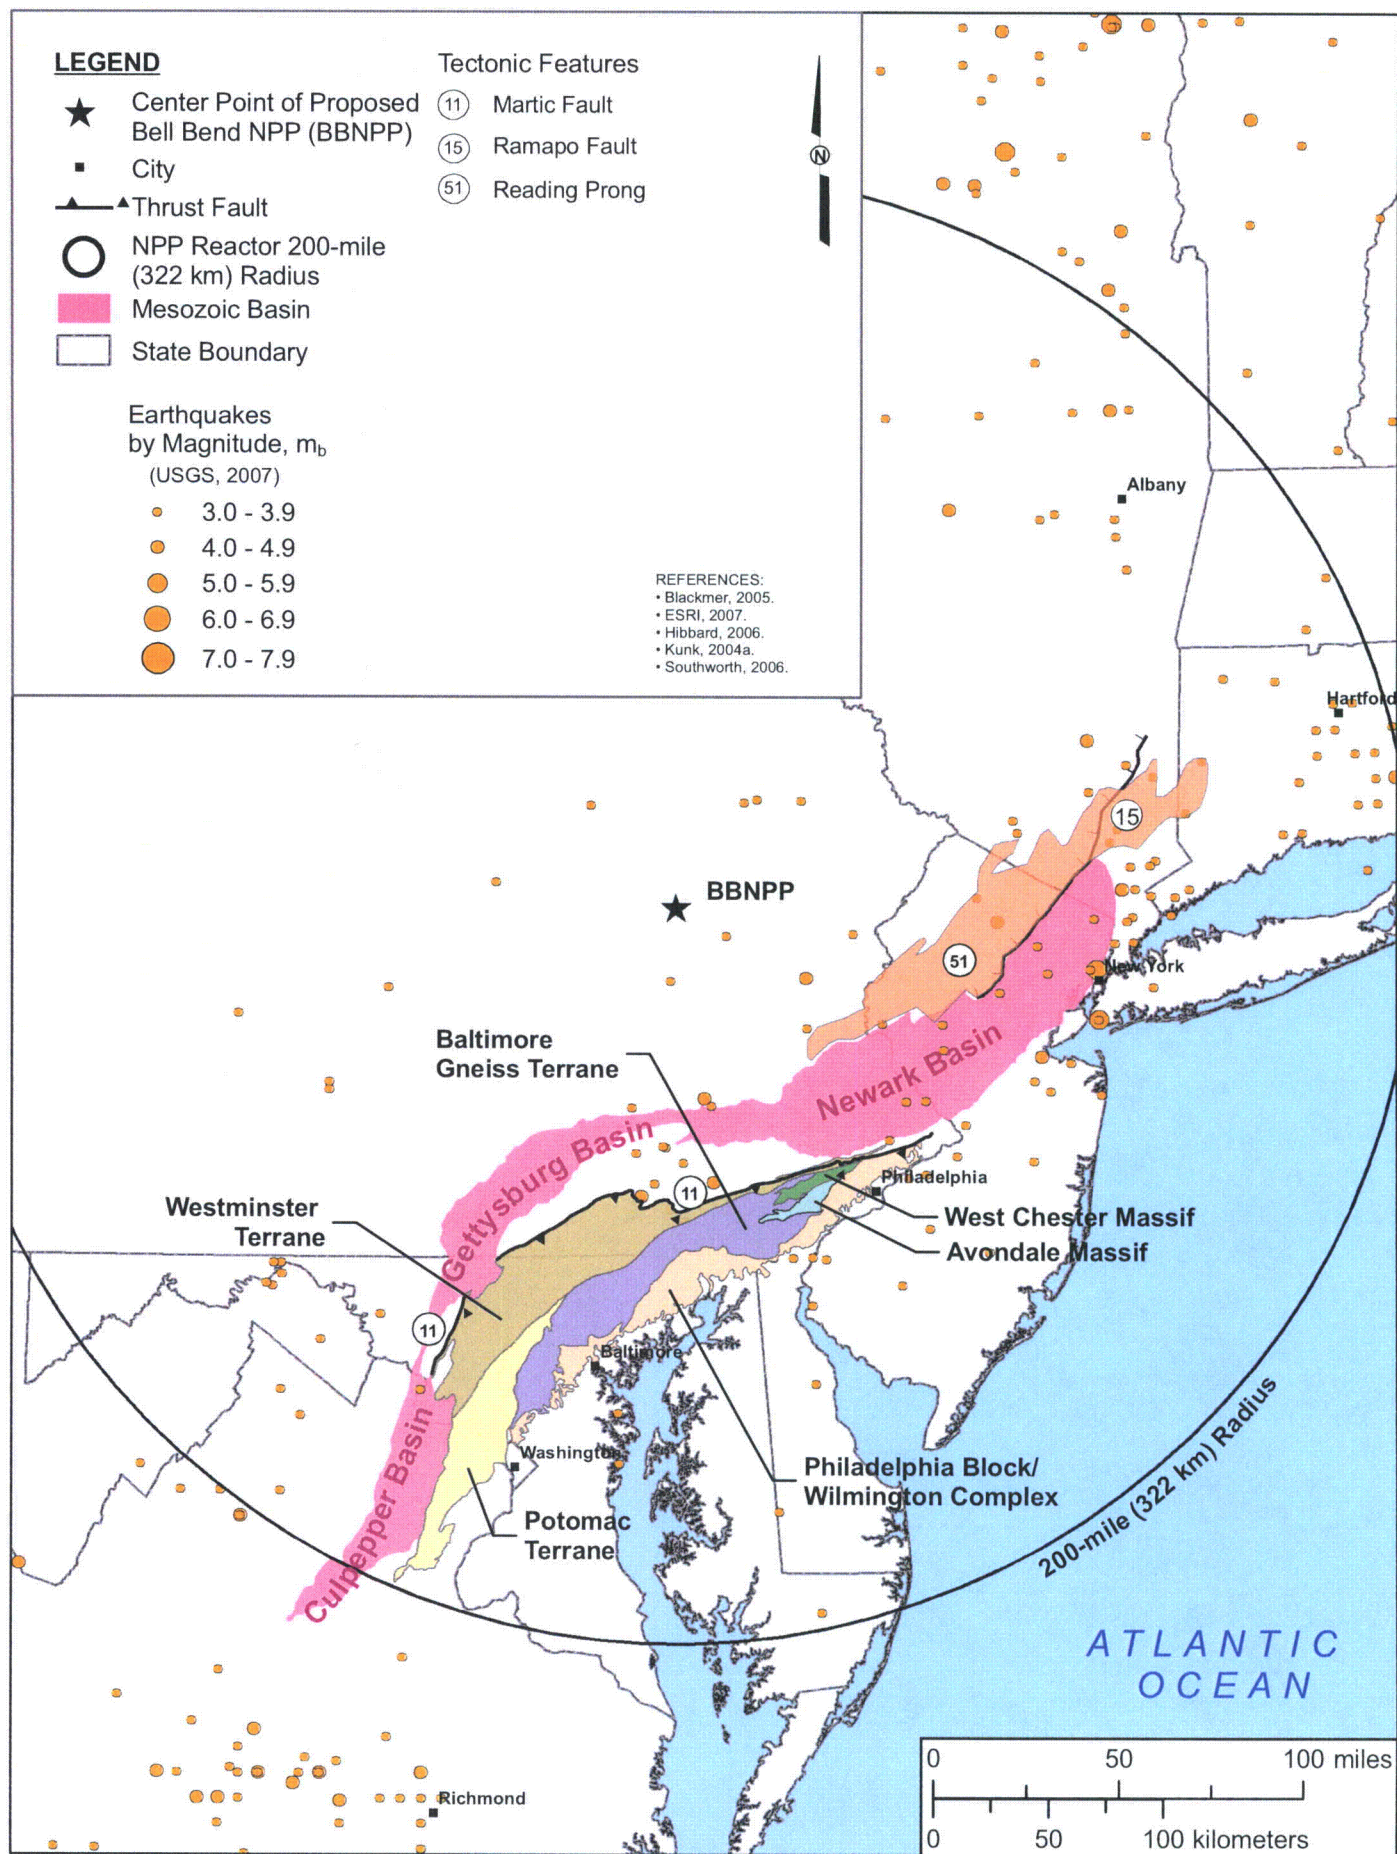 LEGEND
Center Point of Proposed
Bell Bend NPP (BBNPP)
City
Thrust Fault
NPP Reactor 200-mile
(322 km) Radius
Mesozoic Basin
State Boundary
Earthquakes
by Magnitude, mb
(USGS, 2007)
3.0 - 3.9
4.0 - 4.9
5.0 - 5.9
6.0 - 6.9
7.0 - 7.9
Tectonic Features
11 Martic Fault
15 Ramapo Fault
51 Reading Prong
N
REFERENCES:
• Blackmer, 2005.
• ESRI, 2007.
• Hibbard, 2006.
• Kunk, 2004a.
• Southworth, 2006.
Albany
Hartford
15
BBNPP
51
New York
Baltimore
Gneiss Terrane
Newark Basin
Gettysburg Basin
Philadelphia
11
Westminster
Terrane
West Chester Massif
Avondale Massif
11
Baltimore
Culpepper Basin
Washington
Philadelphia Block/
Wilmington Complex
Potomac
Terrane
200-mile (322 km) Radius
ATLANTIC
OCEAN
Richmond
0 50 100 miles
0 50 100 kilometers